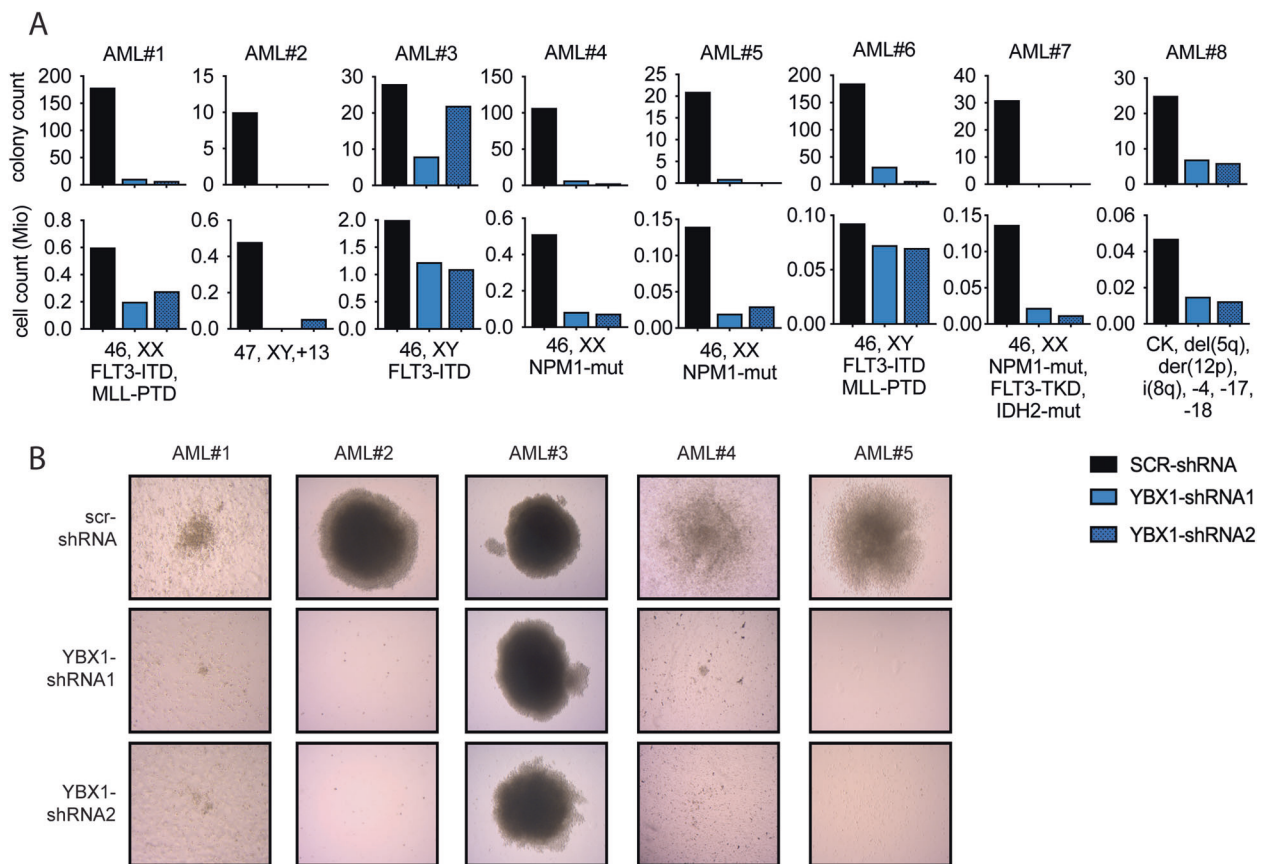 A
AML#1 AML#2 AML#3 AML#4 AML#5 AML#6 AML#7 AML#8
colony count
200
150
100
50
0
15
10
5
0
30
20
10
0
150
100
50
0
25
20
15
10
5
0
200
150
100
50
0
40
30
20
10
0
30
20
10
0
cell count (Mio)
0.8
0.6
0.4
0.2
0.0
0.6
0.4
0.2
0.0
2.0
1.5
1.0
0.5
0.0
0.6
0.4
0.2
0.0
0.15
0.10
0.05
0.00
0.10
0.05
0.00
0.15
0.10
0.05
0.00
0.06
0.04
0.02
0.00
46, XX
FLT3-ITD,
MLL-PTD
47, XY,+13
46, XY
FLT3-ITD
46, XX
NPM1-mut
46, XX
NPM1-mut
46, XY
FLT3-ITD
MLL-PTD
46, XX
NPM1-mut,
FLT3-TKD,
IDH2-mut
CK, del(5q),
der(12p),
i(8q), -4, -17,
-18
B
AML#1 AML#2 AML#3 AML#4 AML#5
scr-
shRNA
YBX1-
shRNA1
YBX1-
shRNA2
SCR-shRNA
YBX1-shRNA1
YBX1-shRNA2